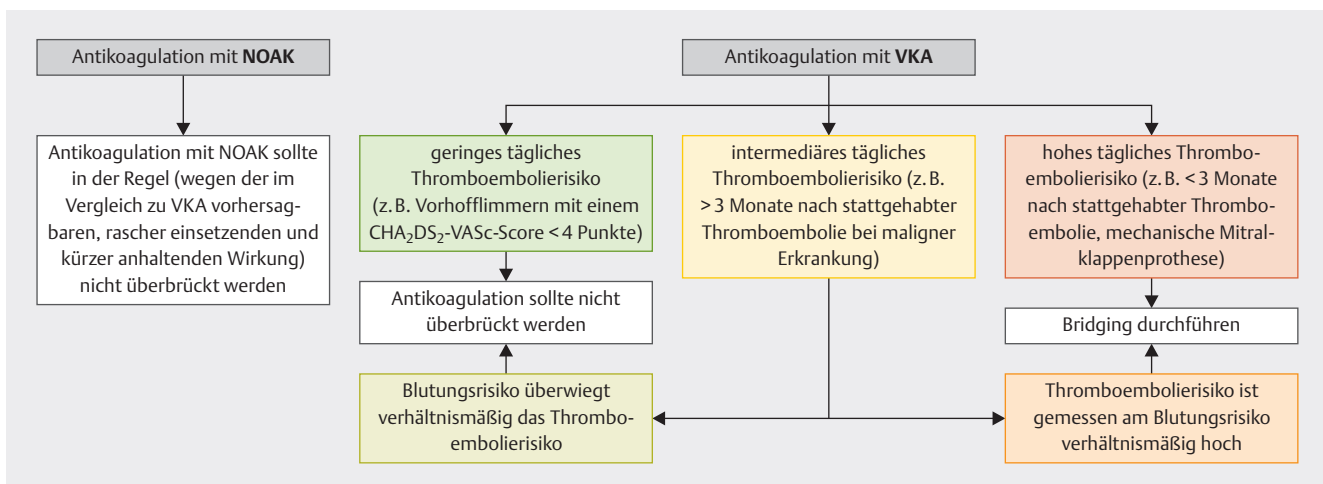 Antikoagulation mit NOAK
Antikoagulation mit NOAK sollte
in der Regel (wegen der im
Vergleich zu VKA vorhersag-
baren, rascher einsetzenden und
kürzer anhaltenden Wirkung)
nicht überbrückt werden
Antikoagulation mit VKA
geringes tägliches
Thromboembolierisiko
(z. B. Vorhofflimmern mit einem
CHA₂DS₂-VASc-Score < 4 Punkte)
Antikoagulation sollte nicht
überbrückt werden
Blutungsrisiko überwiegt
verhältnismäßig das Thrombo-
embolierisiko
intermediäres tägliches
Thromboembolierisiko (z. B.
> 3 Monate nach stattgehabter
Thromboembolie bei maligner
Erkrankung)
hohes tägliches Thrombo-
embolierisiko (z. B. < 3 Monate
nach stattgehabter Thrombo-
embolie, mechanische Mitral-
klappenprothese)
Bridging durchführen
Thromboembolierisiko ist
gemessen am Blutungsrisiko
verhältnismäßig hoch